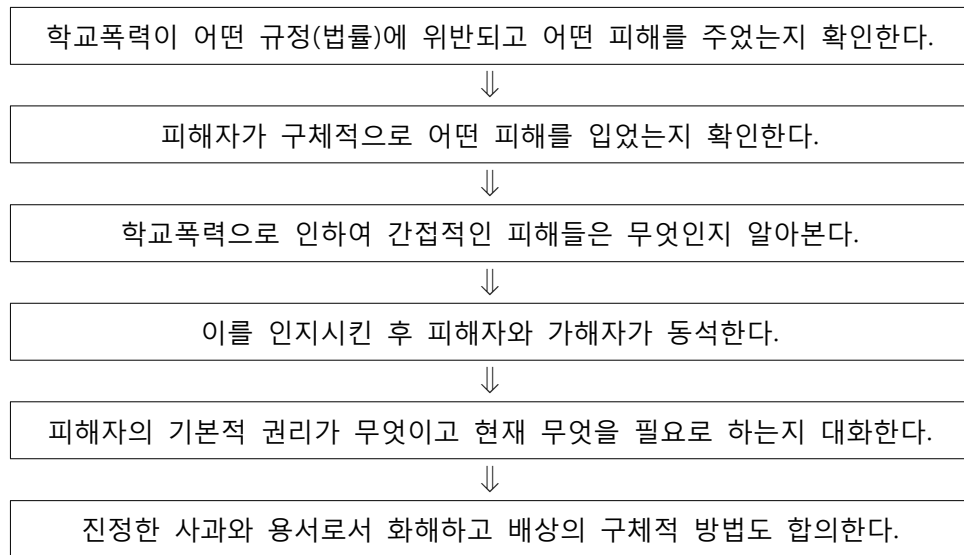 학교폭력이 어떤 규정(법률)에 위반되고 어떤 피해를 주었는지 확인한다.
⇓
피해자가 구체적으로 어떤 피해를 입었는지 확인한다.
⇓
학교폭력으로 인하여 간접적인 피해들은 무엇인지 알아본다.
⇓
이를 인지시킨 후 피해자와 가해자가 동석한다.
⇓
피해자의 기본적 권리가 무엇이고 현재 무엇을 필요로 하는지 대화한다.
⇓
진정한 사과와 용서로서 화해하고 배상의 구체적 방법도 합의한다.